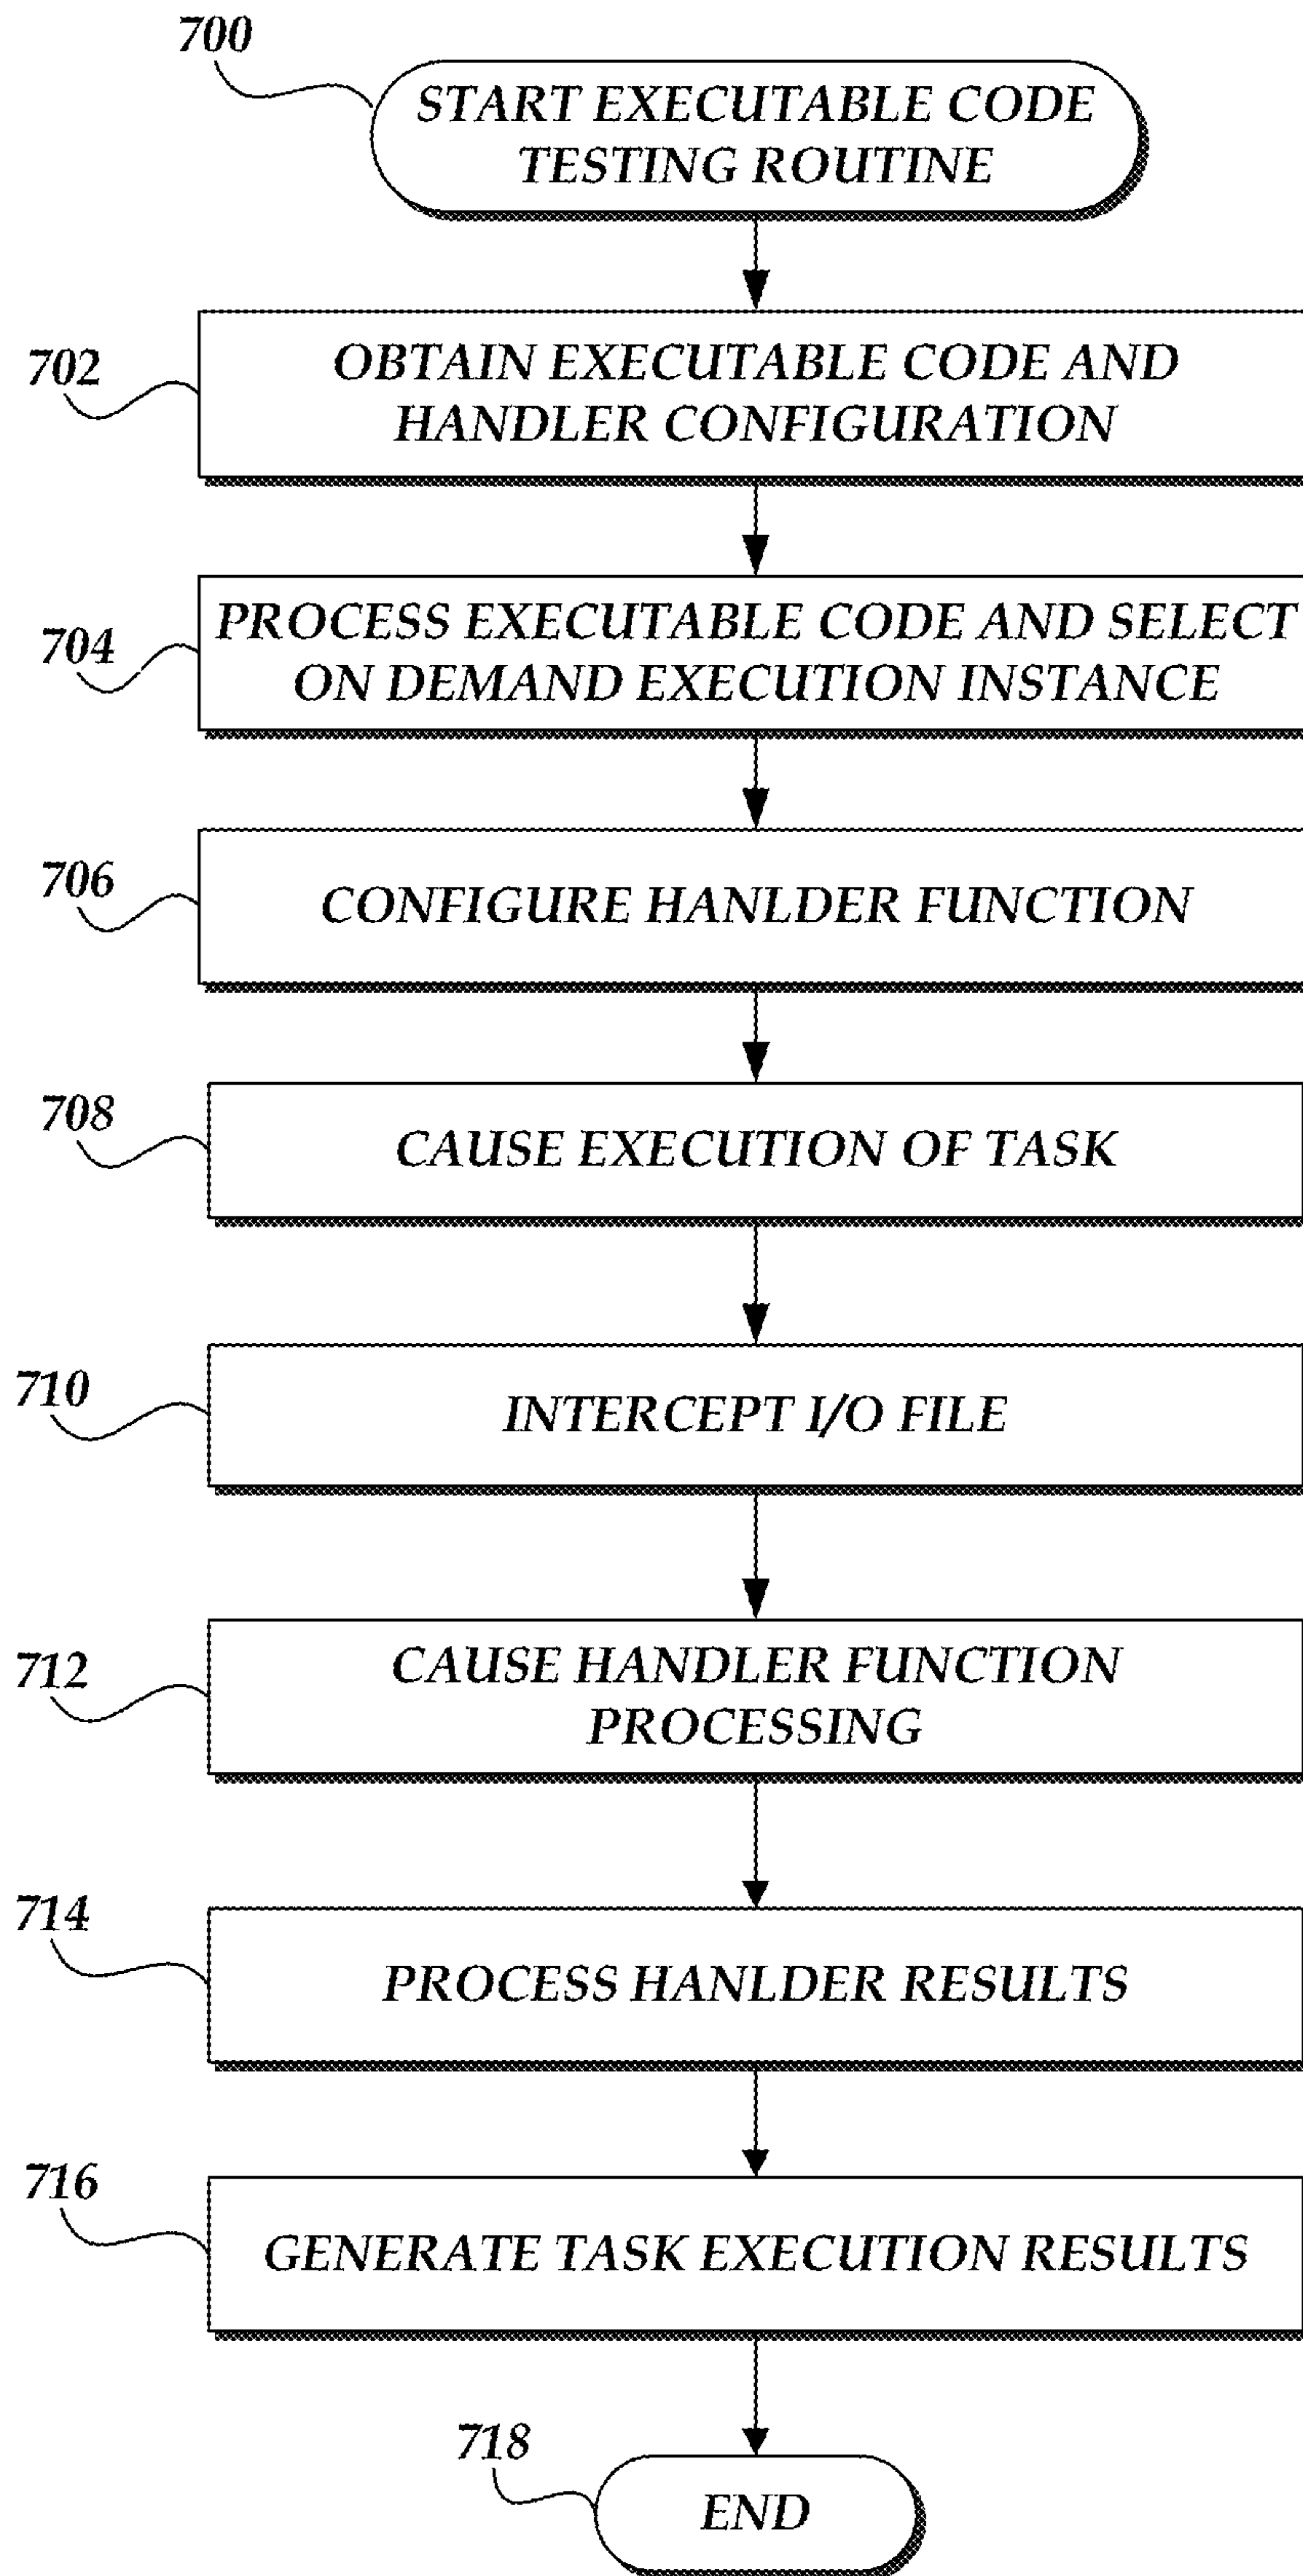 700
START EXECUTABLE CODE
TESTING ROUTINE
702
OBTAIN EXECUTABLE CODE AND
HANDLER CONFIGURATION
704
PROCESS EXECUTABLE CODE AND SELECT
ON DEMAND EXECUTION INSTANCE
706
CONFIGURE HANLDER FUNCTION
708
CAUSE EXECUTION OF TASK
710
INTERCEPT I/O FILE
712
CAUSE HANDLER FUNCTION
PROCESSING
714
PROCESS HANLDER RESULTS
716
GENERATE TASK EXECUTION RESULTS
718
END